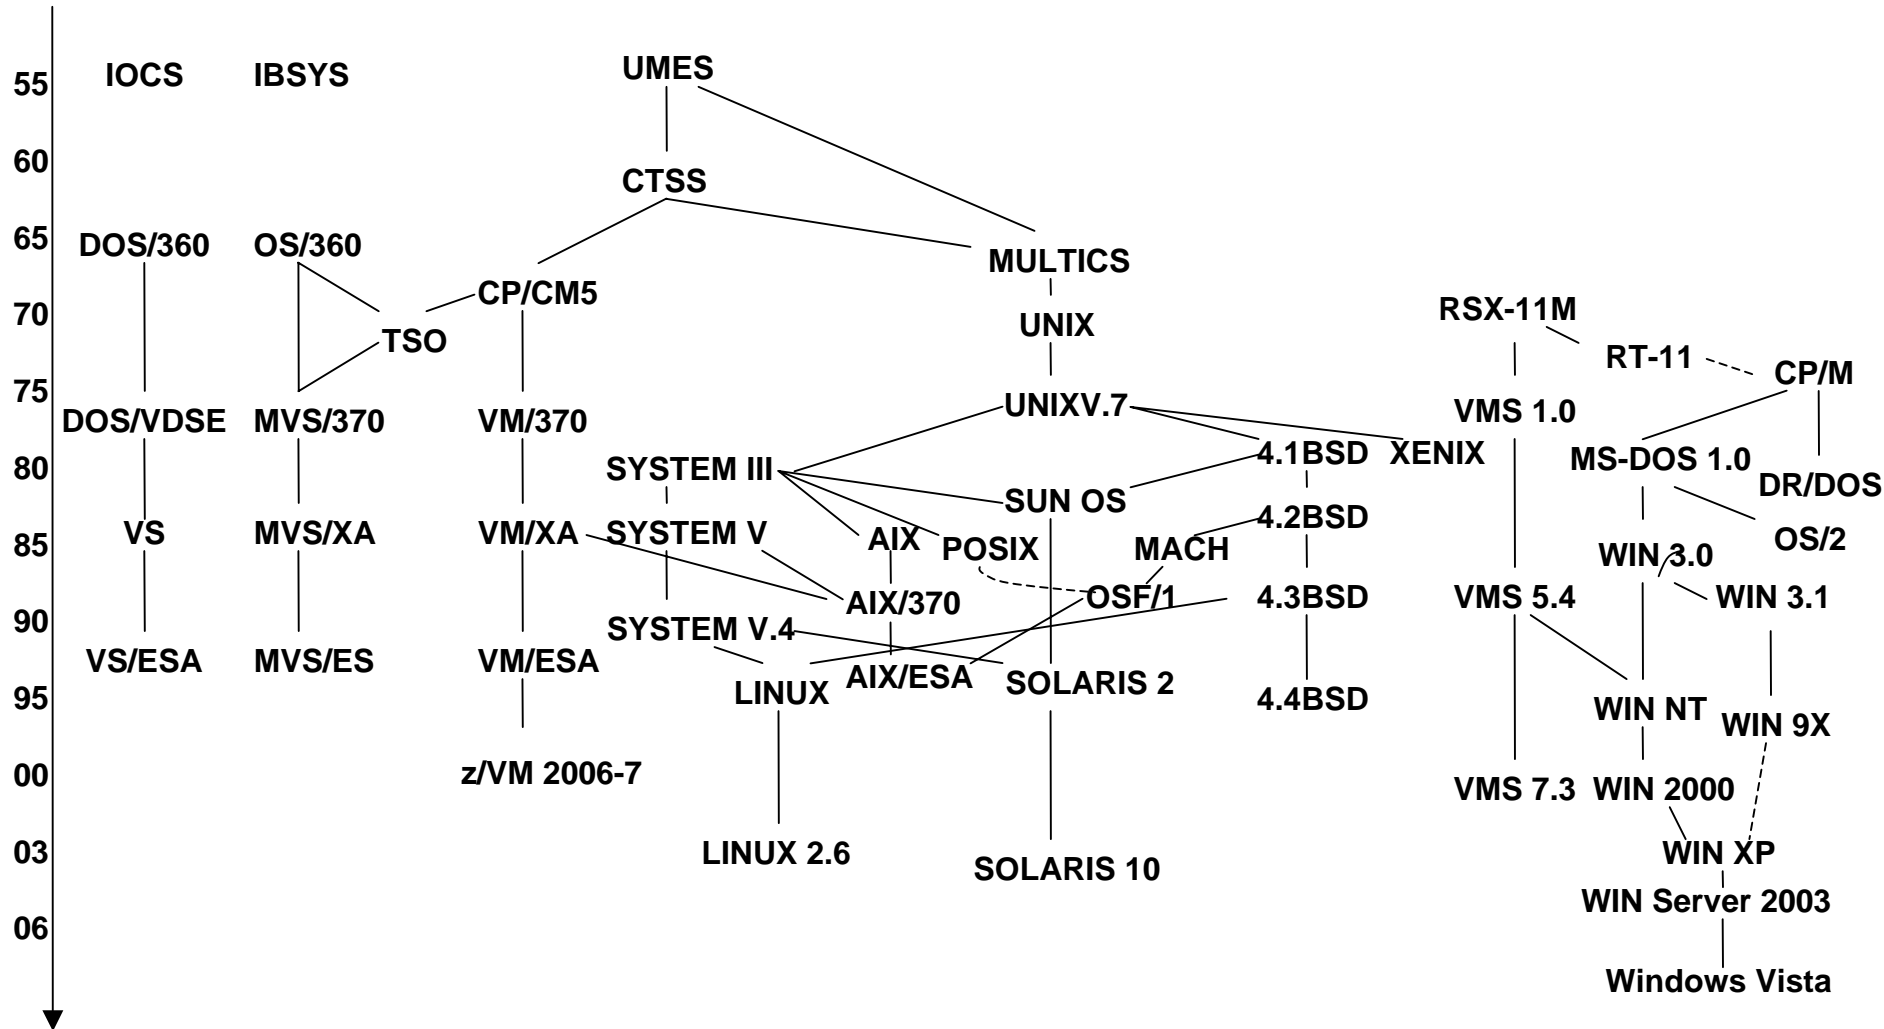 55 IOCS IBSYS UMES
60
CTSS
65 DOS/360 OS/360
MULTICS
CP/CM5
70 RSX-11M
UNIX
TSO
RT-11
CP/M
75
UNIXV.7
VMS 1.0
DOS/VDSE MVS/370 VM/370
4.1BSD XENIX
MS-DOS 1.0
80 SYSTEM III
DR/DOS
SUN OS
4.2BSD
VS MVS/XA VM/XA SYSTEM V
AIX
OS/2
85 POSIX MACH
WIN 3.0
OSF/1 4.3BSD VMS 5.4 WIN 3.1
AIX/370
90
SYSTEM V.4
VS/ESA MVS/ES VM/ESA
AIX/ESA
SOLARIS 2
LINUX
95 4.4BSD
WIN NT
WIN 9X
00 z/VM 2006-7
VMS 7.3 WIN 2000
03 LINUX 2.6 WIN XP
SOLARIS 10
WIN Server 2003
06
Windows Vista